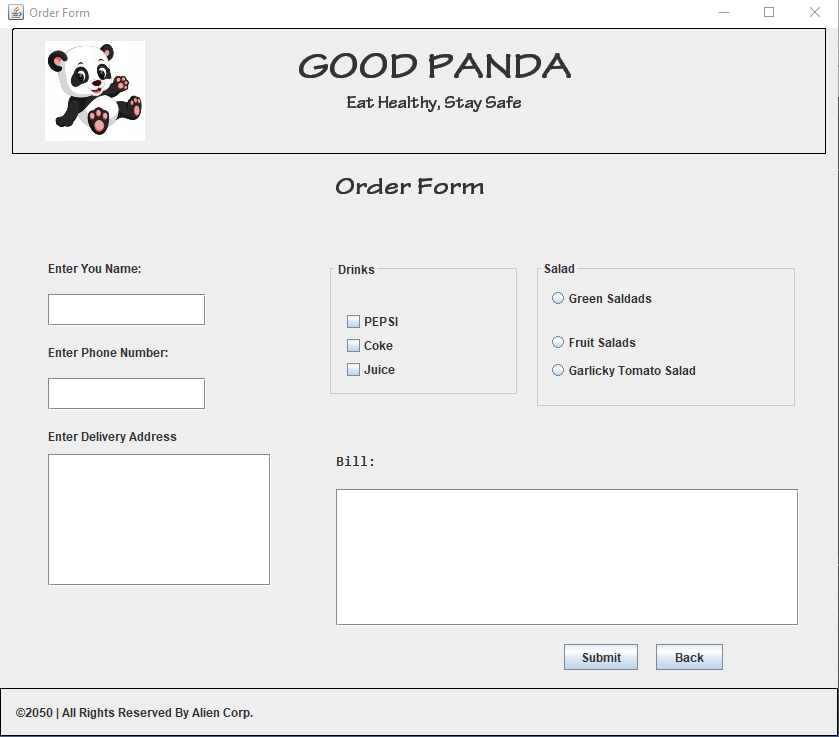 Order Form
GOOD PANDA
Eat Healthy, Stay Safe
Order Form
Enter You Name:
Enter Phone Number:
Enter Delivery Address
Drinks
PEPSI
Coke
Juice
Salad
Green Saldads
Fruit Salads
Garlicky Tomato Salad
Bill:
Submit
Back
©2050 | All Rights Reserved By Alien Corp.